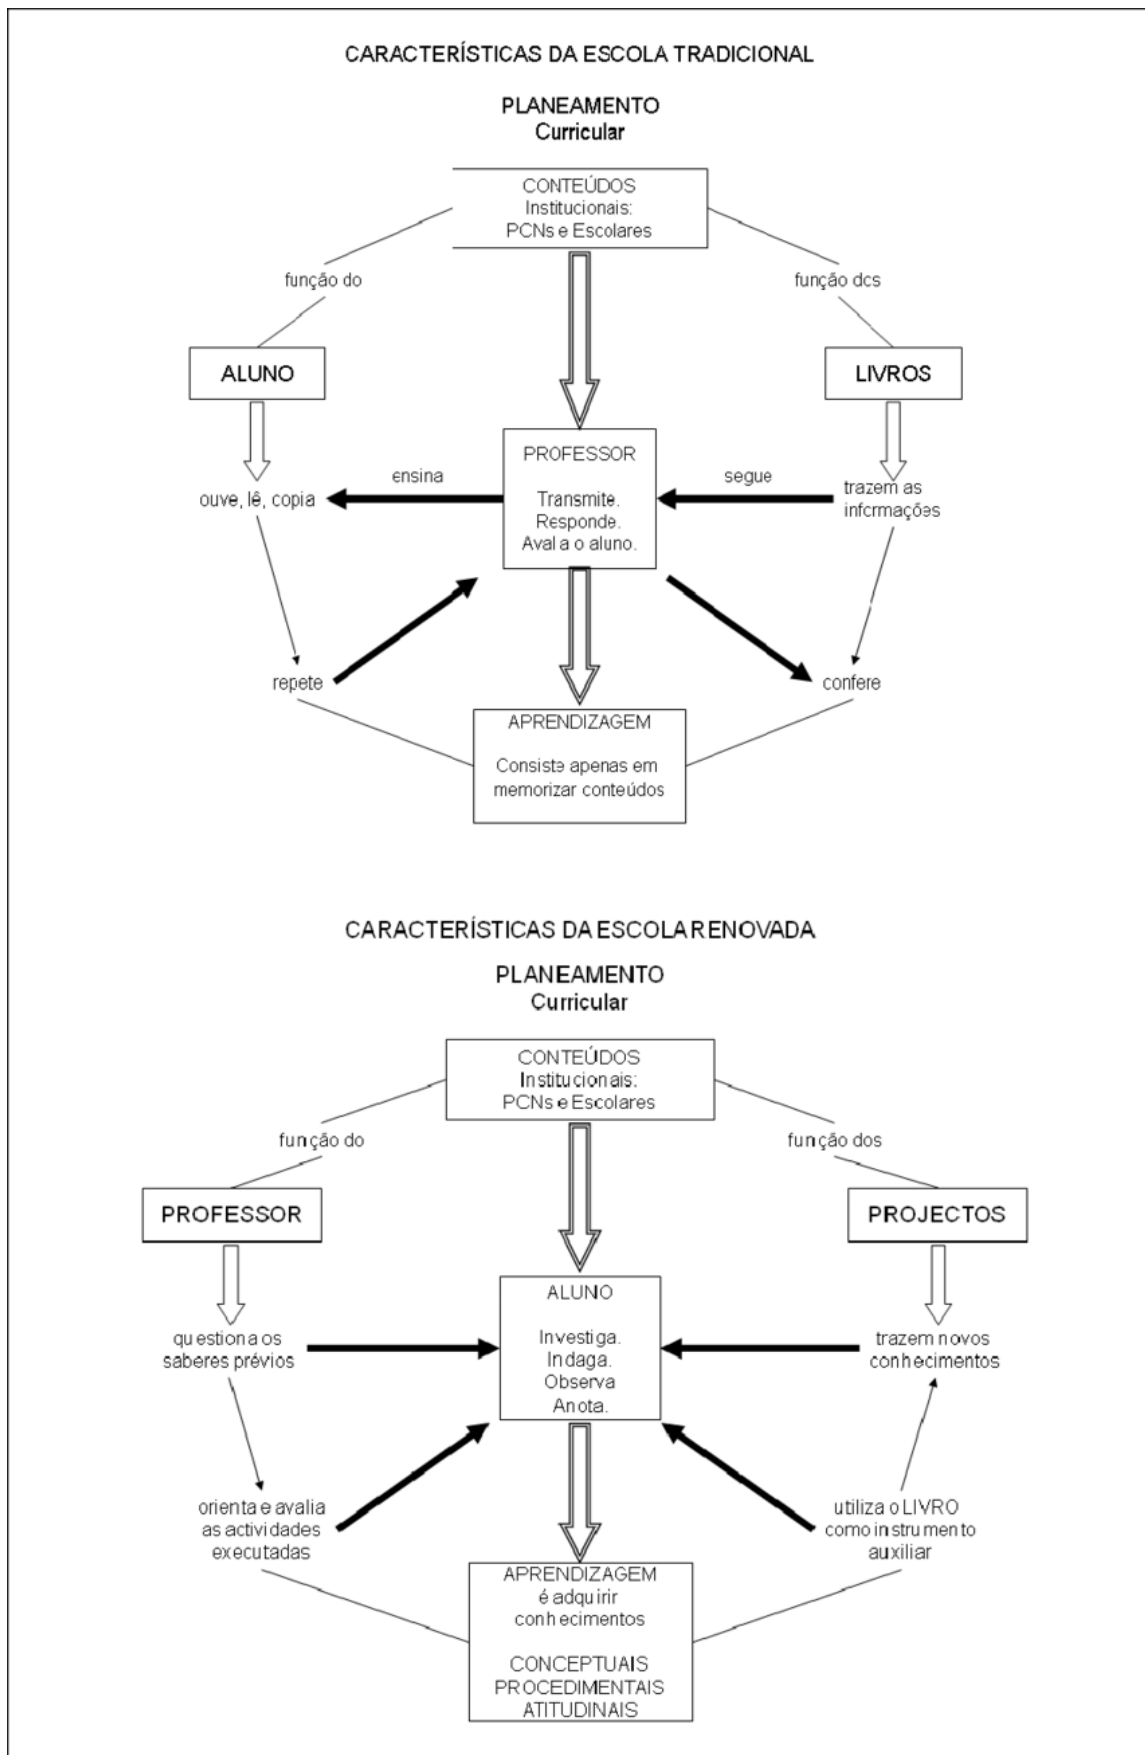 CARACTERÍSTICAS DA ESCOLA TRADICIONAL
PLANEAMENTO
Curricular
CONTEÚDOS
Institucionais:
PCNs e Escolares
função do
função dcs
ALUNO
LIVROS
PROFESSOR
Transmite.
Responde.
Avalia o aluno.
ensina
segue
ouve, lê, copia
trazem as
informações
repete
confere
APRENDIZAGEM
Consiste apenas em
memorizar conteúdos
CARACTERÍSTICAS DA ESCOLA RENOVADA
PLANEAMENTO
Curricular
CONTEÚDOS
Institucionais:
PCNs e Escolares
função do
função dos
PROFESSOR
PROJECTOS
ALUNO
Investiga.
Indaga.
Observa
Anota.
questiona os
saberes prévios
trazem novos
conhecimentos
orienta e avalia
as actividades
executadas
utiliza o LIVRO
como instrumento
auxiliar
APRENDIZAGEM
é adquirir
conhecimentos
CONCEPTUAIS
PROCEDIMENTAIS
ATITUDINAIS